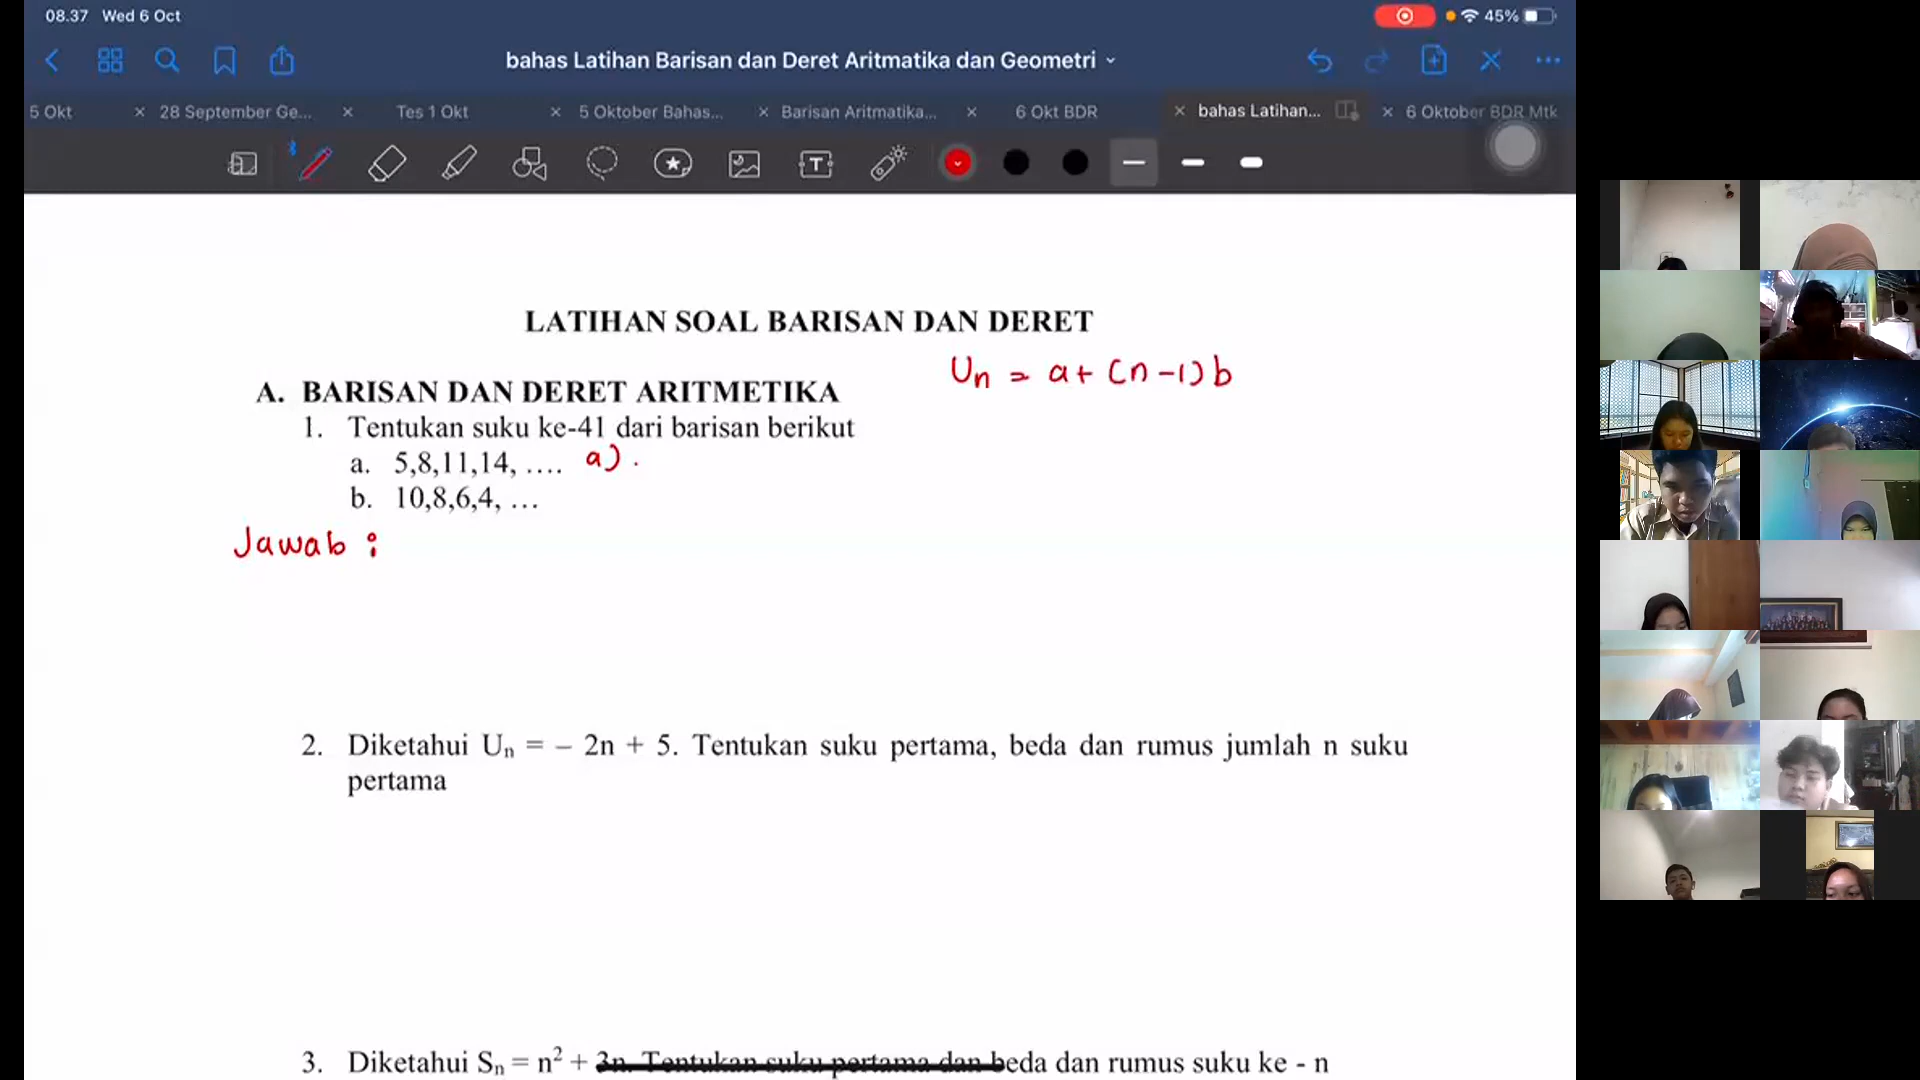 08.37 Wed 6 Oct
45%
bahas Latihan Barisan dan Deret Aritmatika dan Geometri
5 Okt
28 September Ge...
Tes 1 Okt
5 Oktober Bahas...
Barisan Aritmatika...
6 Okt BDR
bahas Latihan...
6 Oktober BDR Mtk
LATIHAN SOAL BARISAN DAN DERET
Un = a + (n-1) b
A. BARISAN DAN DERET ARITMETIKA
1. Tentukan suku ke-41 dari barisan berikut
a. 5,8,11,14, .... a) .
b. 10,8,6,4, ...
Jawab :
2. Diketahui Un = – 2n + 5. Tentukan suku pertama, beda dan rumus jumlah n suku
pertama
3. Diketahui Sn = n² + 3n. Tentukan suku pertama dan beda dan rumus suku ke - n